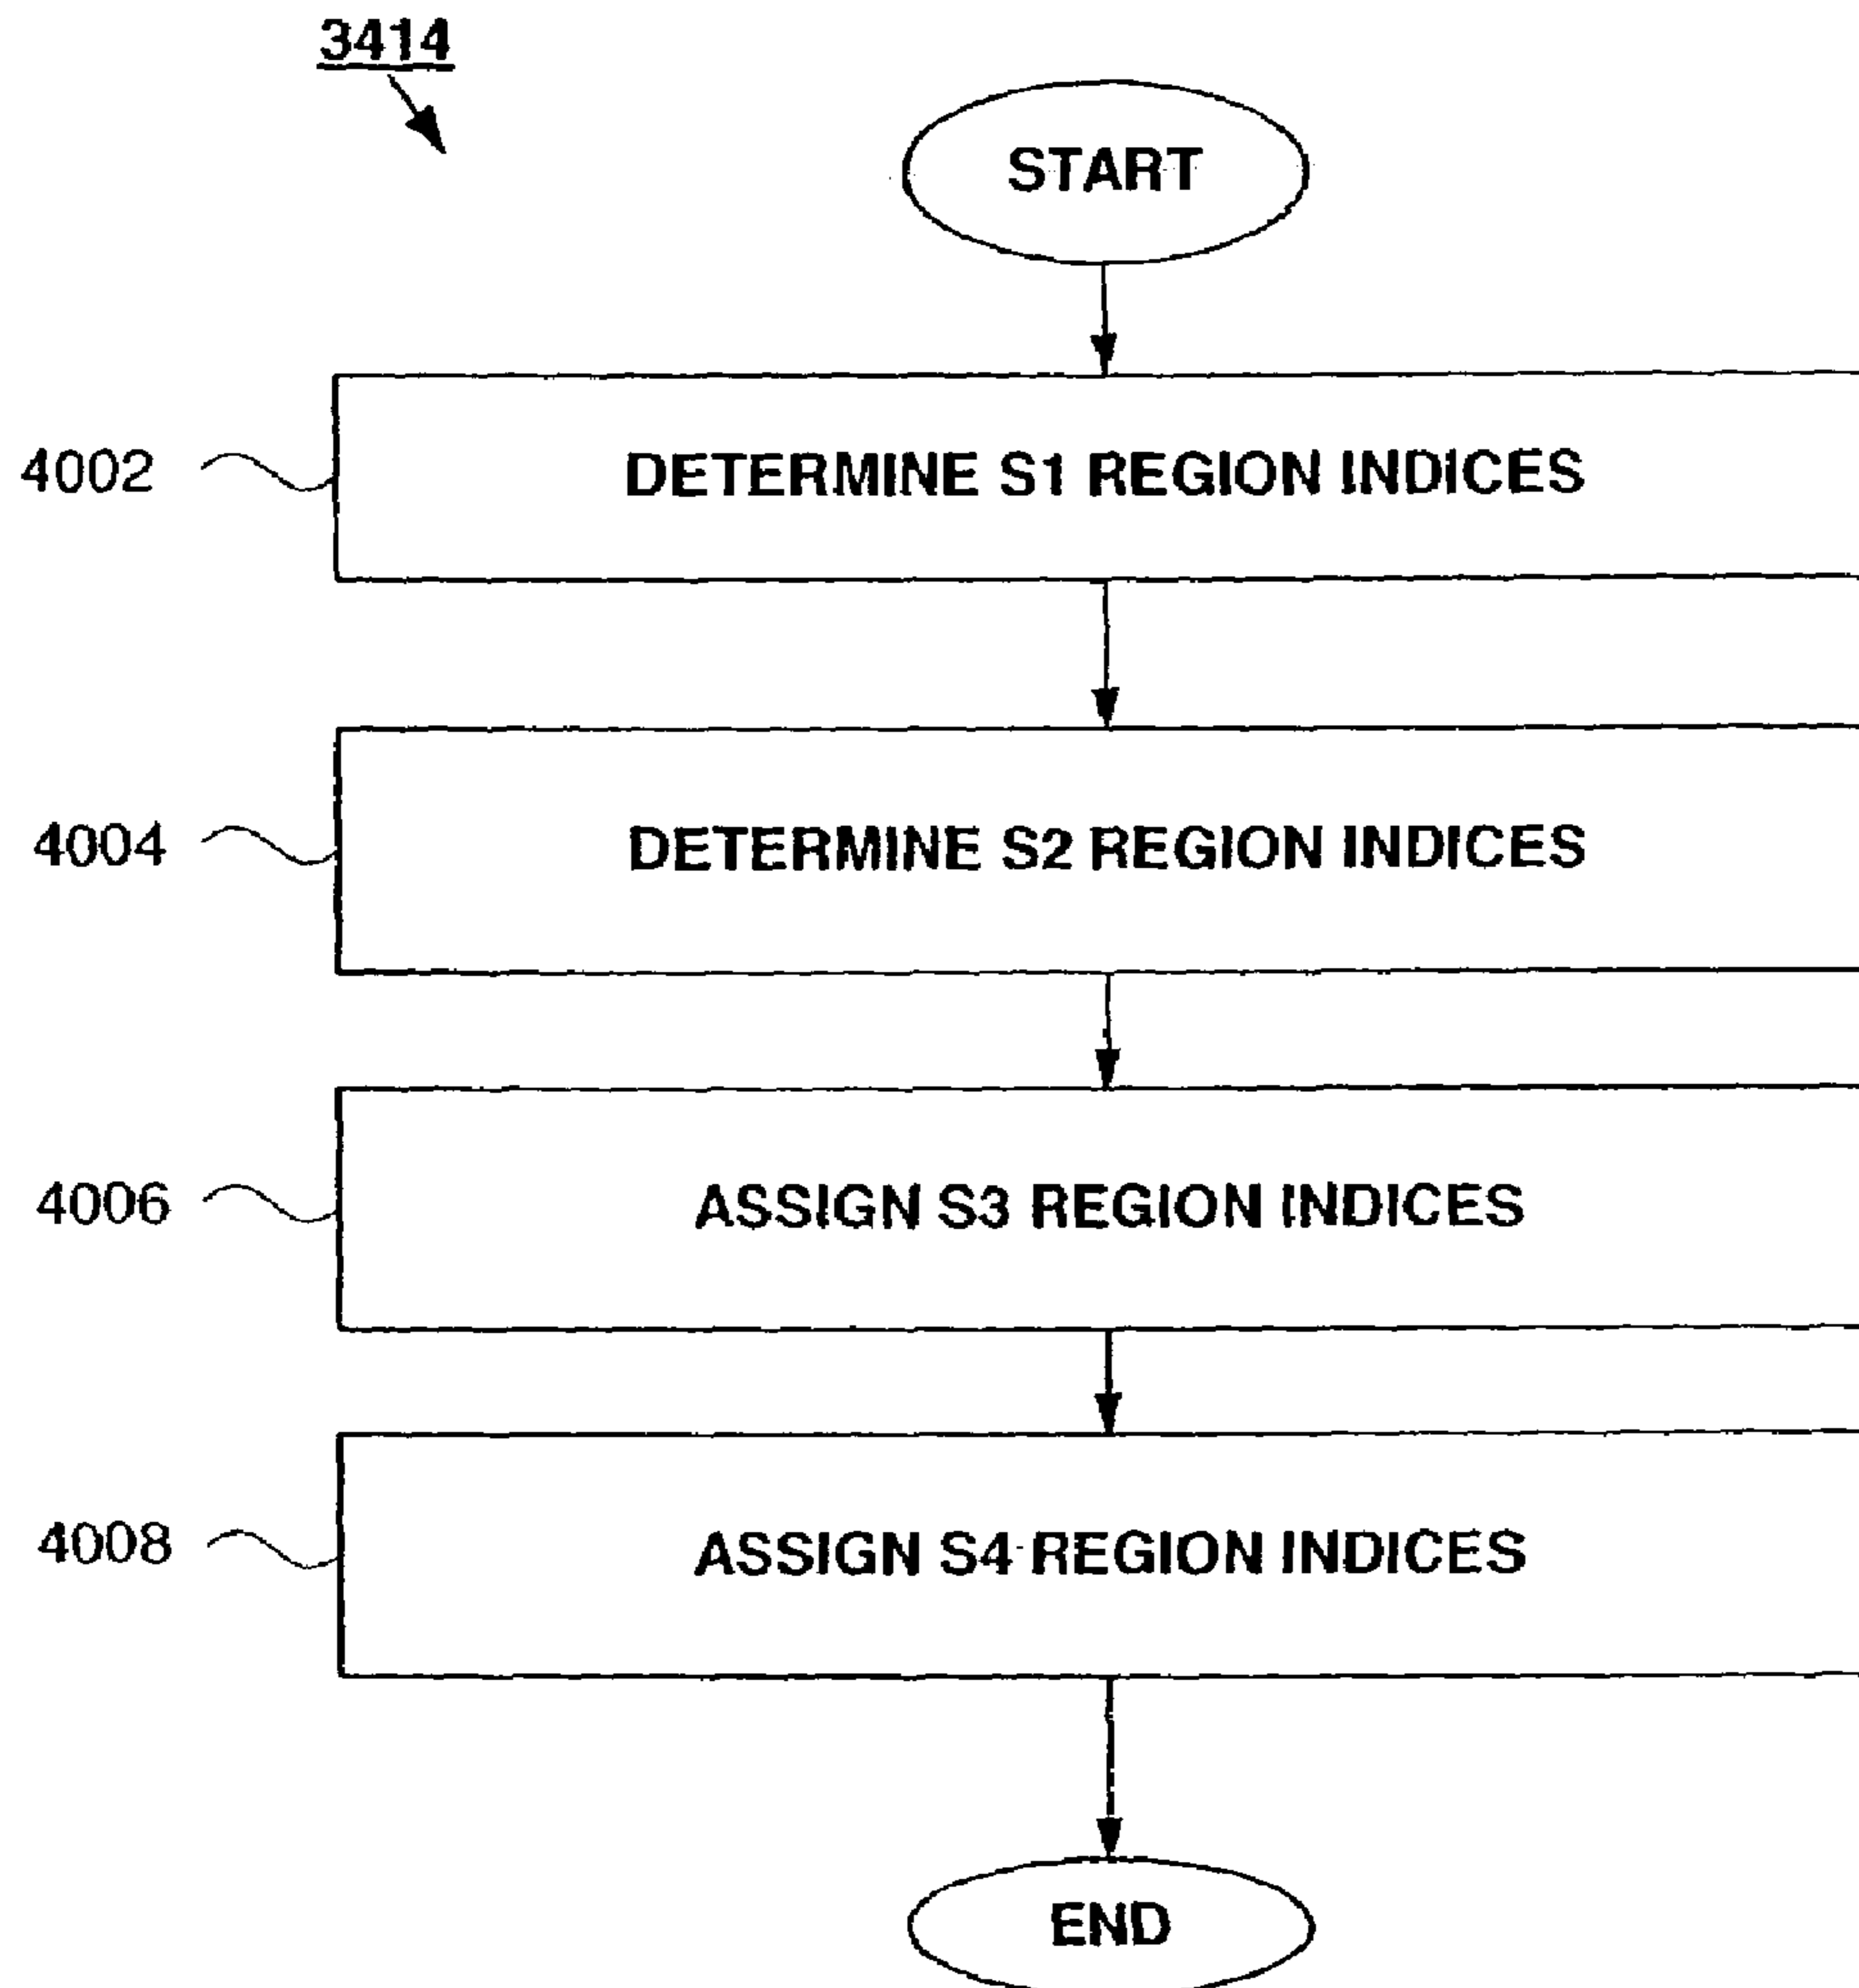 3414
START
4002
DETERMINE S1 REGION INDICES
4004
DETERMINE S2 REGION INDICES
4006
ASSIGN S3 REGION INDICES
4008
ASSIGN S4 REGION INDICES
END